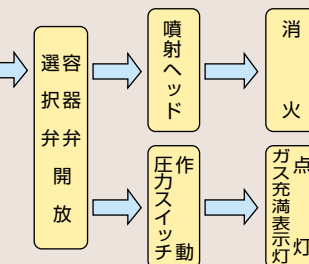 容器弁
選択弁
開放
噴射ヘッド
消火
圧力スイッチ
作動
ガス充満表示灯
点灯